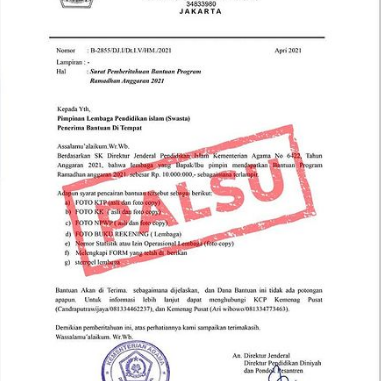 34833980
JAKARTA
Nomor : B-2855/DJ.I/Dt.I.V/HM./2021 Apri 2021
Lampiran : -
Hal : Surat Pemberitahuan Bantuan Program
Ramadhan Anggaran 2021
Kepada Yth,
Pimpinan Lembaga Pendidikan islam (Swasta)
Penerima Bantuan Di Tempat
Assalamu'alaikum.Wr.Wb.
Berdasarkan SK Direktur Jenderal Pendidikan Islam Kementerian Agama No 6422, Tahun
Anggaran 2021, bahwa lembaga yang Bapak/Ibu pimpin mendapatkan Bantuan Program
Ramadhan anggaran 2021 sebesar Rp. 10.000.000,- sebagaimana terlampir.
Adapun syarat pencairan bantuan tersebut sebagai berikut:
a) FOTO KTP ( asli dan foto copy)
b) FOTO KK ( asli dan foto copy)
c) FOTO NPWP ( asli dan foto copy)
d) FOTO BUKU REKENING ( Lembaga)
e) Nomor Statistik atau Izin Operasional Lembaga (foto copy)
f) Melengkapi FORM yang telah di berikan
g) stempel lembaga
PALSU
Bantuan Akan di Terima, sebagaimana dijelaskan, dan Dana Bantuan ini tidak ada potongan
apapun. Untuk informasi lebih lanjut dapat menghubungi KCP Kemenag Pusat
(Candraputuwijaya/081334462237), dan Kemenag Pusat (Ari wibowo/081334773463).
Demikian pemberitahuan ini, atas perhatiannya kami sampaikan terimakasih.
Wassalamu'alaikum. Wr.Wb.
An. Direktur Jenderal
Direktur Pendidikan Diniyah
dan Pondok Pesantren
KEMENTERIAN AGAMA